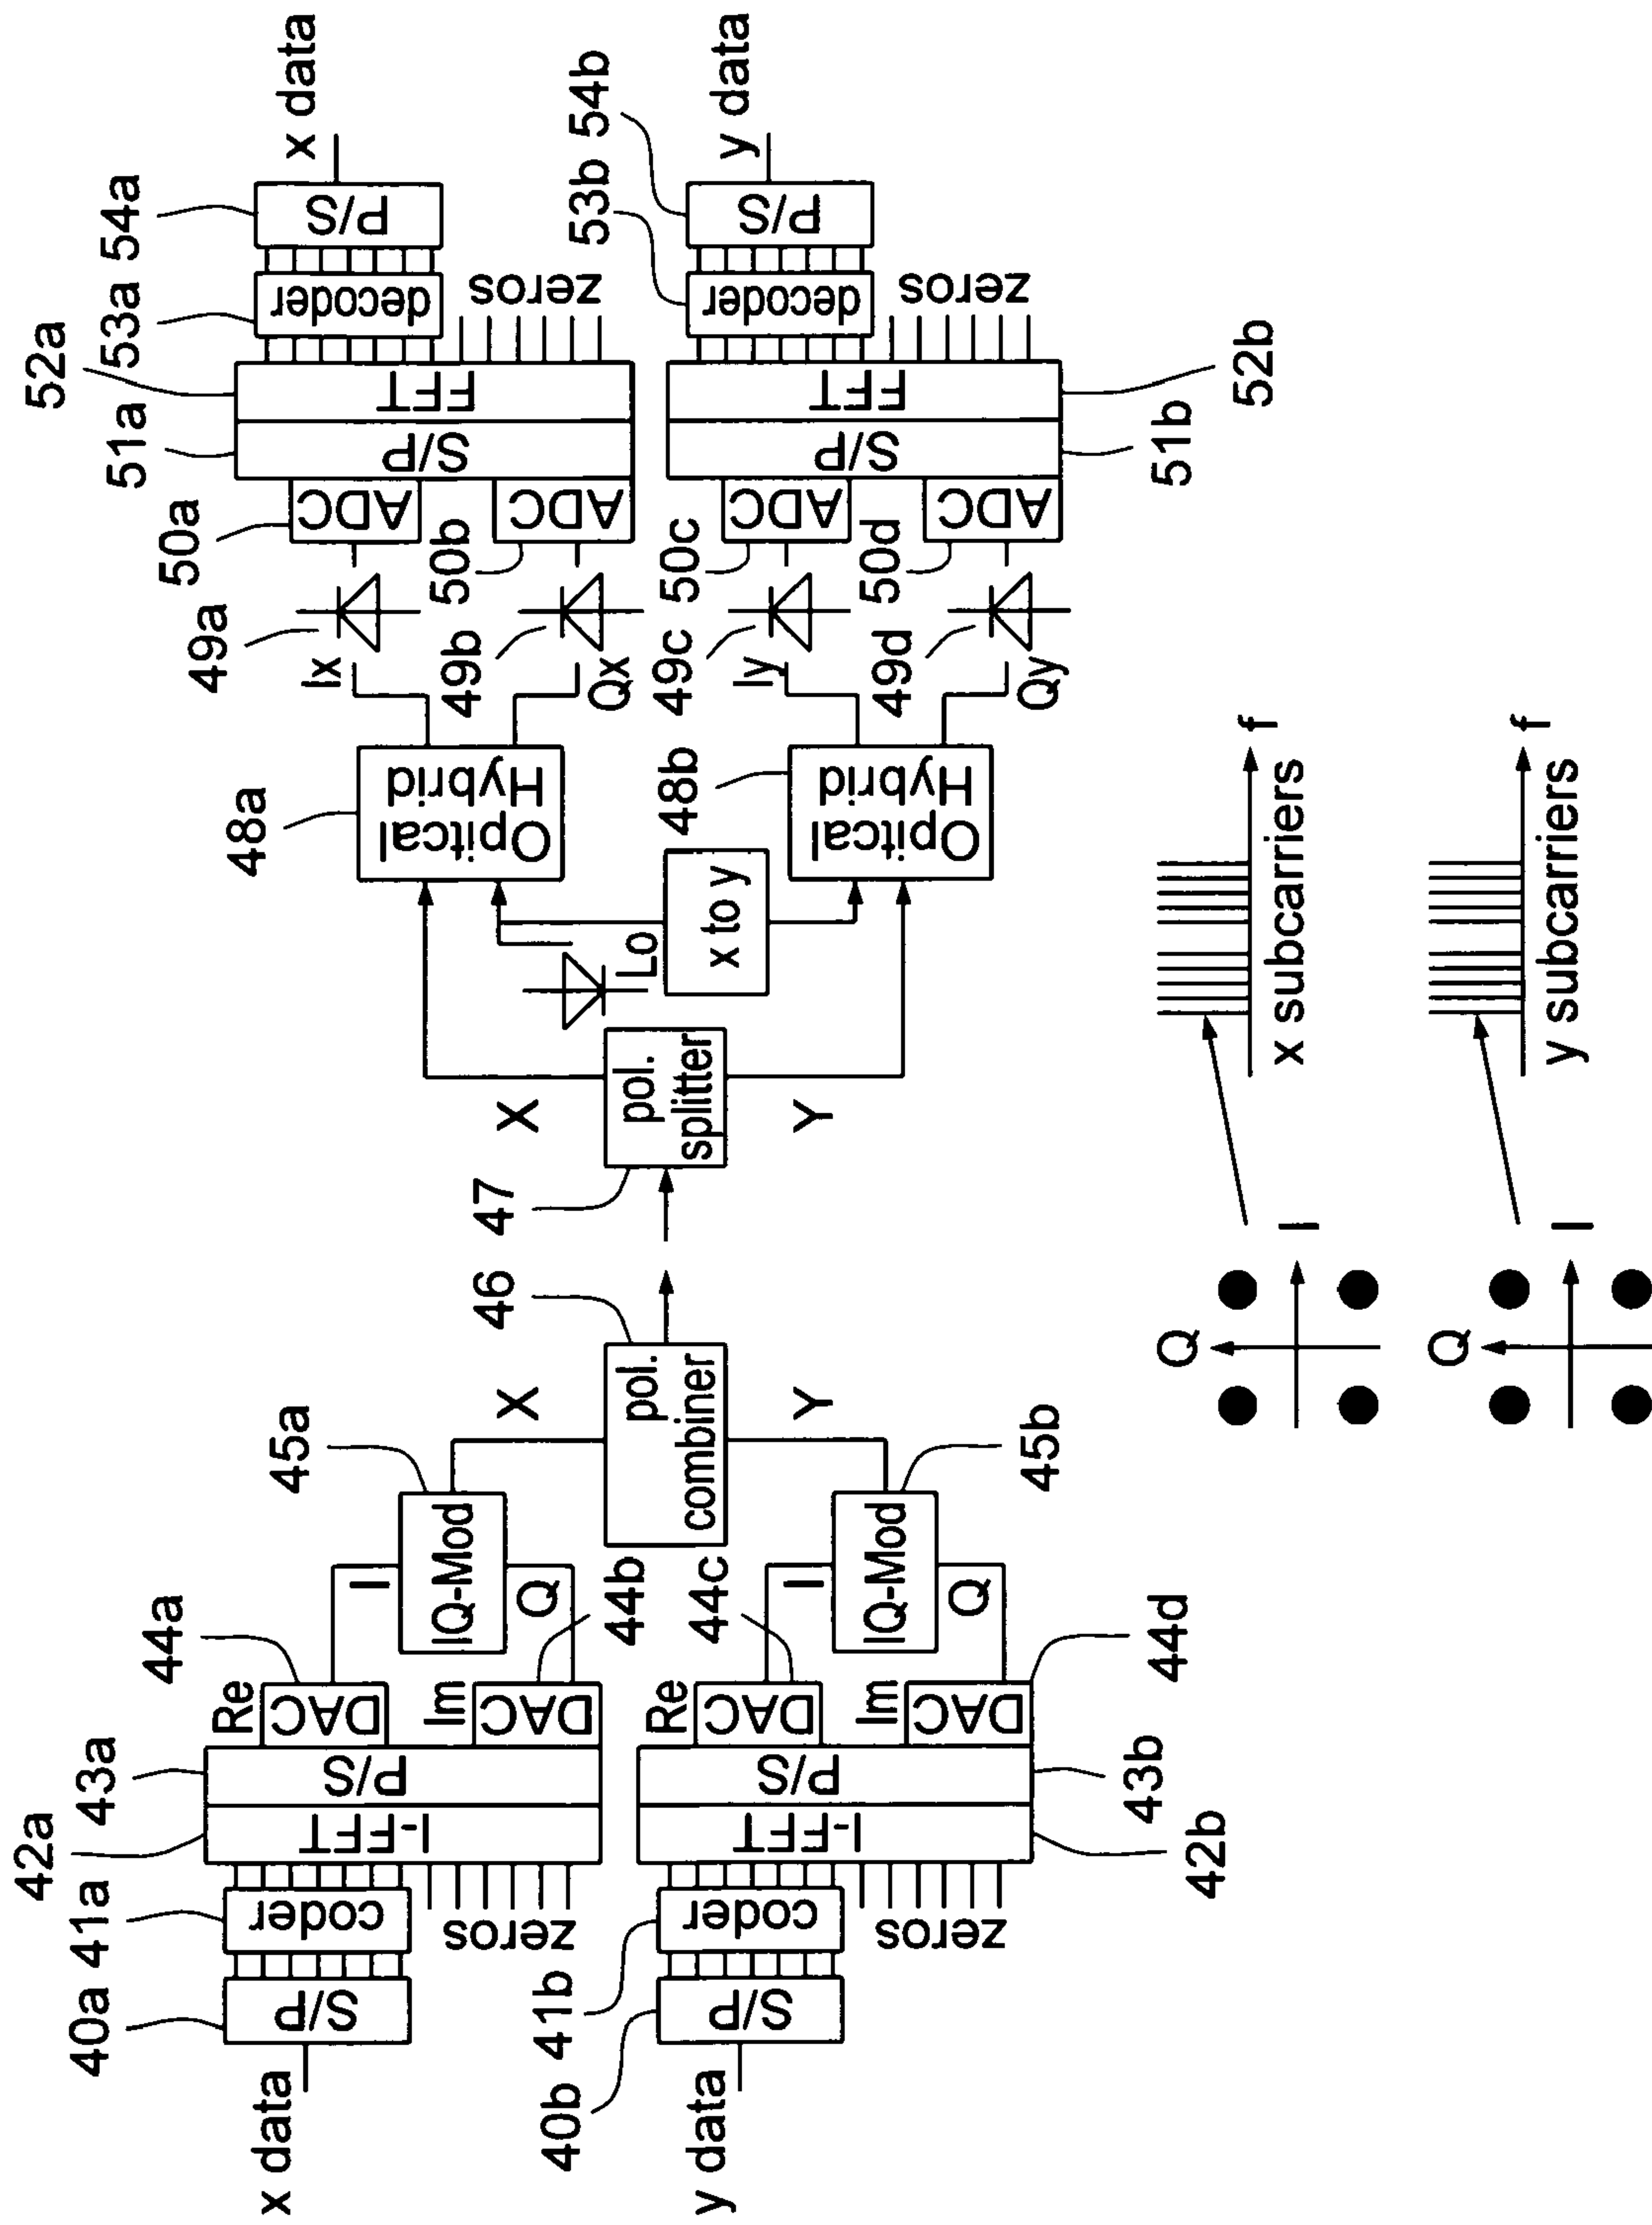 x data
40a
S/P
41a
coder
zeros
42a
I-FFT
43a
P/S
Re
DAC
44a
Im
DAC
44b
I
Q
IQ-Mod
45a
X
y data
40b
S/P
41b
coder
zeros
42b
I-FFT
43b
P/S
Re
DAC
44c
Im
DAC
44d
I
Q
IQ-Mod
45b
Y
pol.
combiner
46
47
pol.
splitter
X
Y
Lo
x to y
48a
Opitcal
Hybrid
48b
Opitcal
Hybrid
Ix
49a
Qx
49b
Iy
49c
Qy
49d
50a
ADC
50b
ADC
50c
ADC
50d
ADC
51a
S/P
52a
FFT
53a
decoder
zeros
54a
P/S
x data
51b
S/P
52b
FFT
53b
decoder
zeros
54b
P/S
y data
Q
I
f
x subcarriers
Q
I
f
y subcarriers